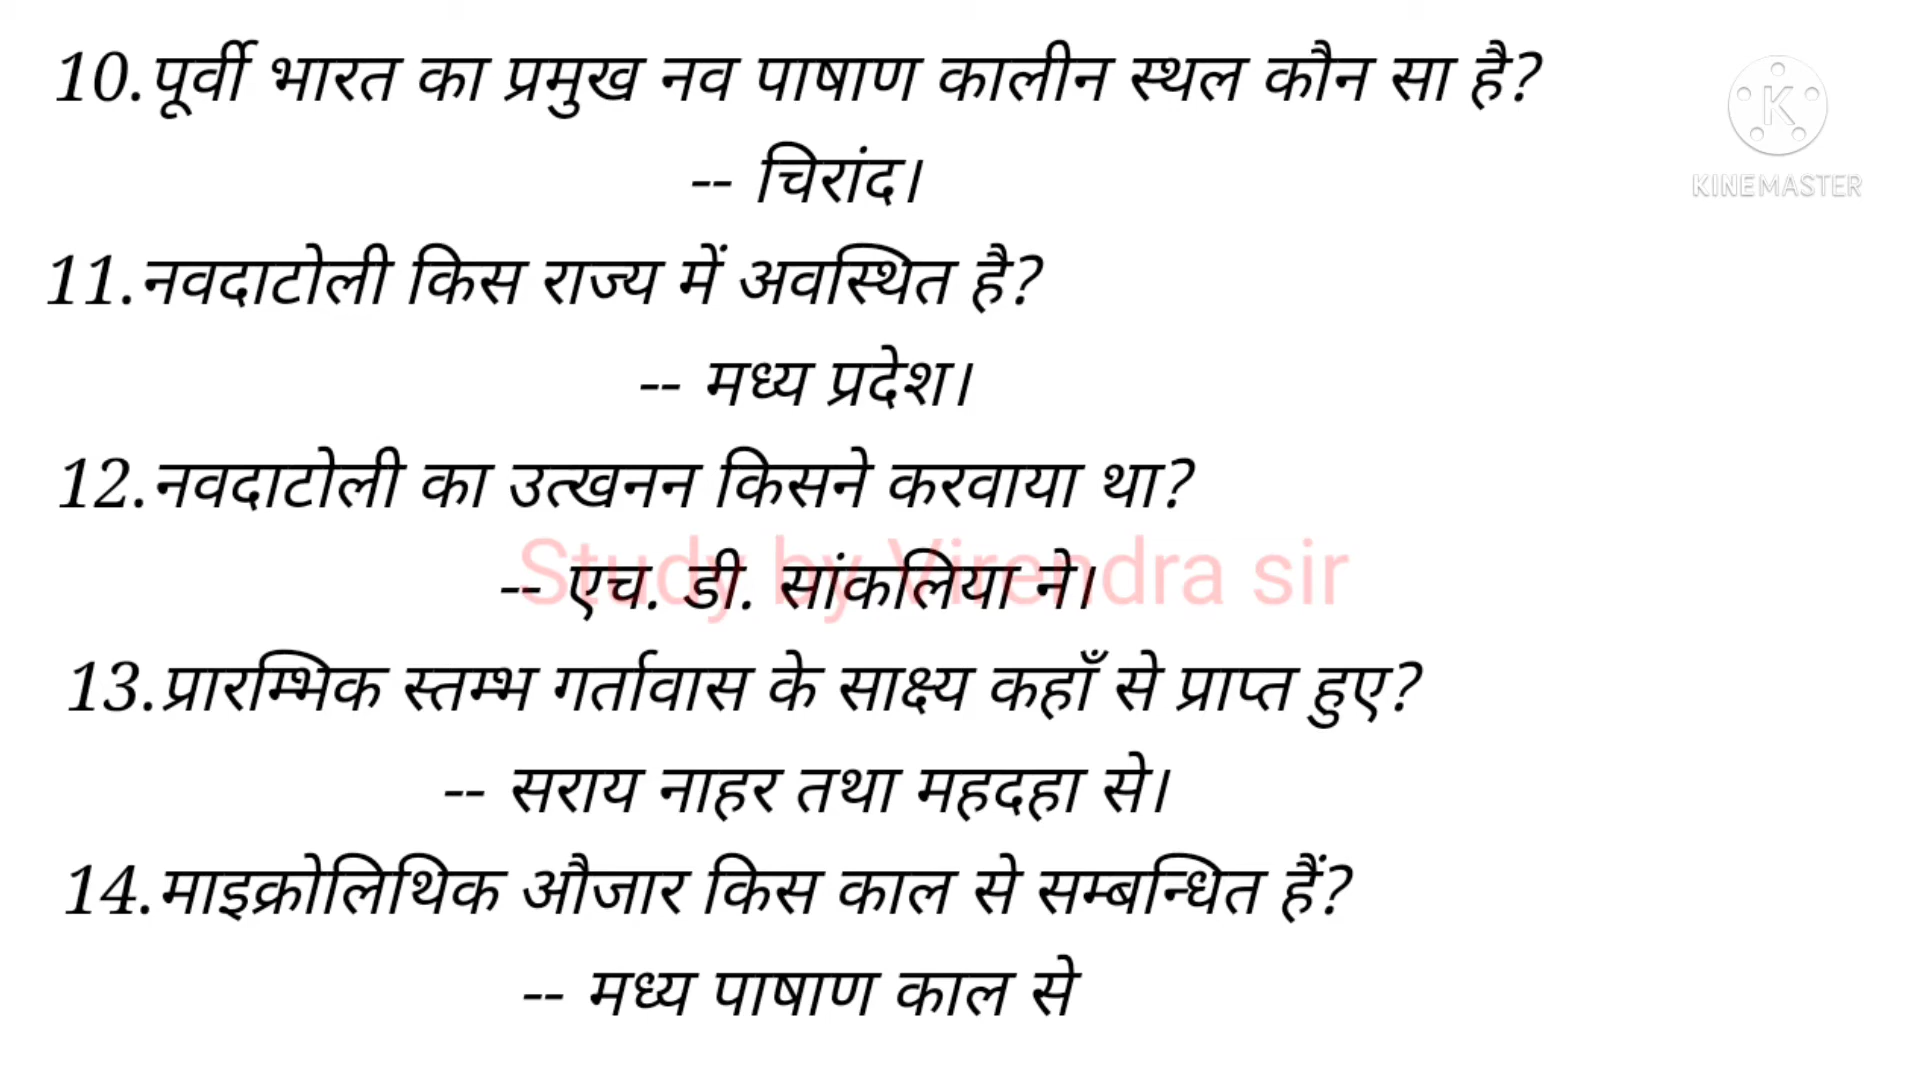 10.पूर्वी भारत का प्रमुख नव पाषाण कालीन स्थल कौन सा है?
K
KINEMASTER
-- चिरांद।
11.नवदाटोली किस राज्य में अवस्थित है?
-- मध्य प्रदेश।
12.नवदाटोली का उत्खनन किसने करवाया था?
Study by Virendra sir
-- एच. डी. सांकलिया ने।
13.प्रारम्भिक स्तम्भ गर्तावास के साक्ष्य कहाँ से प्राप्त हुए?
-- सराय नाहर तथा महदहा से।
14.माइक्रोलिथिक औजार किस काल से सम्बन्धित हैं?
-- मध्य पाषाण काल से